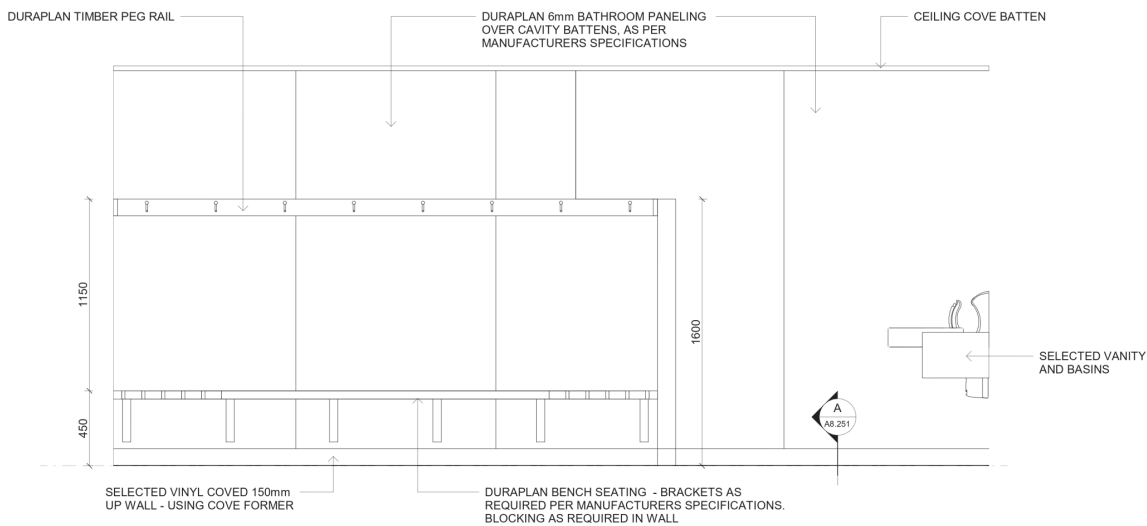 DURAPLAN TIMBER PEG RAIL
DURAPLAN 6mm BATHROOM PANELING
OVER CAVITY BATTENS, AS PER
MANUFACTURERS SPECIFICATIONS
CEILING COVE BATTEN
1150
1600
450
SELECTED VANITY
AND BASINS
A
A8.251
SELECTED VINYL COVED 150mm
UP WALL - USING COVE FORMER
DURAPLAN BENCH SEATING - BRACKETS AS
REQUIRED PER MANUFACTURERS SPECIFICATIONS.
BLOCKING AS REQUIRED IN WALL